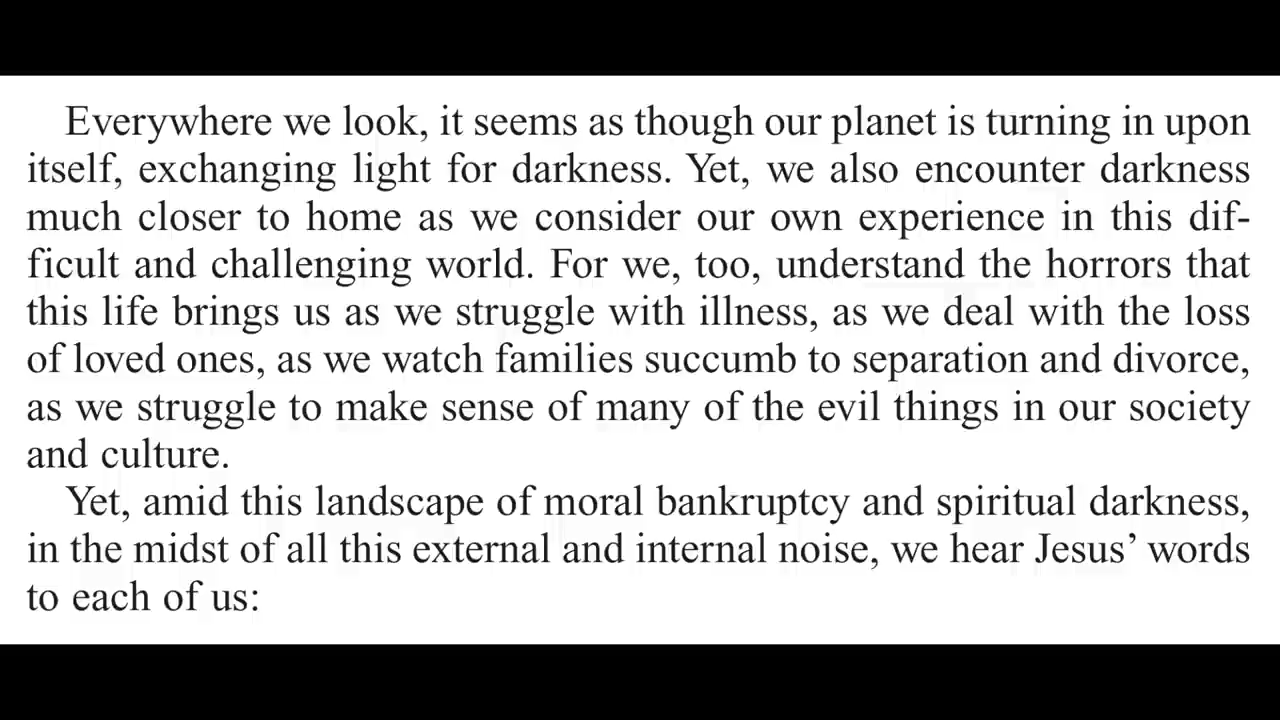 Everywhere we look, it seems as though our planet is turning in upon
itself, exchanging light for darkness. Yet, we also encounter darkness
much closer to home as we consider our own experience in this dif-
ficult and challenging world. For we, too, understand the horrors that
this life brings us as we struggle with illness, as we deal with the loss
of loved ones, as we watch families succumb to separation and divorce,
as we struggle to make sense of many of the evil things in our society
and culture.
Yet, amid this landscape of moral bankruptcy and spiritual darkness,
in the midst of all this external and internal noise, we hear Jesus’ words
to each of us: